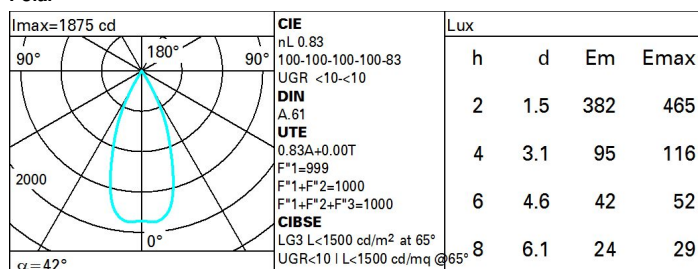 Imax=1875 cd
90°
180°
90°
2000
0°
α=42°
CIE
nL 0.83
100-100-100-100-83
UGR <10-<10
DIN
A.61
UTE
0.83A+0.00T
F"1=999
F"1+F"2=1000
F"1+F"2+F"3=1000
CIBSE
LG3 L<1500 cd/m² at 65°
UGR<10 | L<1500 cd/mq @65°
Lux
h d Em Emax
2 1.5 382 465
4 3.1 95 116
6 4.6 42 52
8 6.1 24 29